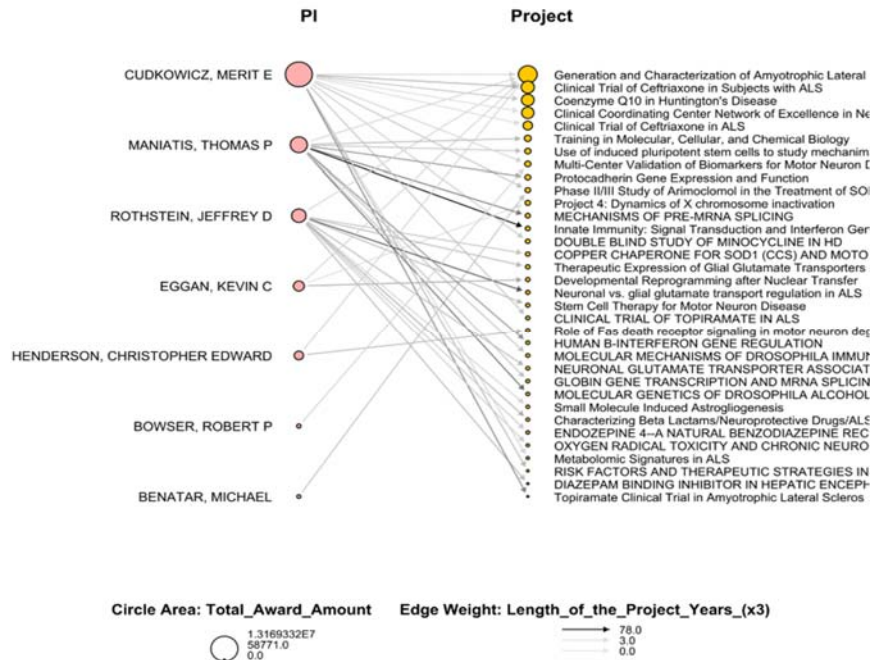 PI
Project
CUDKOWICZ, MERIT E
MANIATIS, THOMAS P
ROTHSTEIN, JEFFREY D
EGGAN, KEVIN C
HENDERSON, CHRISTOPHER EDWARD
BOWSER, ROBERT P
BENATAR, MICHAEL
Generation and Characterization of Amyotrophic Lateral
Clinical Trial of Ceftriaxone in Subjects with ALS
Coenzyme Q10 in Huntington's Disease
Clinical Coordinating Center Network of Excellence in Ne
Clinical Trial of Ceftriaxone in ALS
Training in Molecular, Cellular, and Chemical Biology
Use of induced pluripotent stem cells to study mechanim
Multi-Center Validation of Biomarkers for Motor Neuron D
Protocadherin Gene Expression and Function
Phase II/III Study of Arimoclomol in the Treatment of SO
Project 4: Dynamics of X chromosome inactivation
MECHANISMS OF PRE-MRNA SPLICING
Innate Immunity: Signal Transduction and Interferon Gen
DOUBLE BLIND STUDY OF MINOCYCLINE IN HD
COPPER CHAPERONE FOR SOD1 (CCS) AND MOTO
Therapeutic Expression of Glial Glutamate Transporters
Developmental Reprogramming after Nuclear Transfer
Neuronal vs. glial glutamate transport regulation in ALS
Stem Cell Therapy for Motor Neuron Disease
CLINICAL TRIAL OF TOPIRAMATE IN ALS
Role of Fas death receptor signaling in motor neuron deg
HUMAN B-INTERFERON GENE REGULATION
MOLECULAR MECHANISMS OF DROSOPHILA IMMUN
NEURONAL GLUTAMATE TRANSPORTER ASSOCIAT
GLOBIN GENE TRANSCRIPTION AND MRNA SPLICIN
MOLECULAR GENETICS OF DROSOPHILA ALCOHOL
Small Molecule Induced Astrogliogenesis
Characterizing Beta Lactams/Neuroprotective Drugs/ALS
ENDOZEPINE 4--A NATURAL BENZODIAZEPINE REC
OXYGEN RADICAL TOXICITY AND CHRONIC NEURO
Metabolomic Signatures in ALS
RISK FACTORS AND THERAPEUTIC STRATEGIES IN
DIAZEPAM BINDING INHIBITOR IN HEPATIC ENCEPH
Topiramate Clinical Trial in Amyotrophic Lateral Scleros
Circle Area: Total_Award_Amount
1.3169332E7
58771.0
0.0
Edge Weight: Length_of_the_Project_Years_(x3)
78.0
3.0
0.0